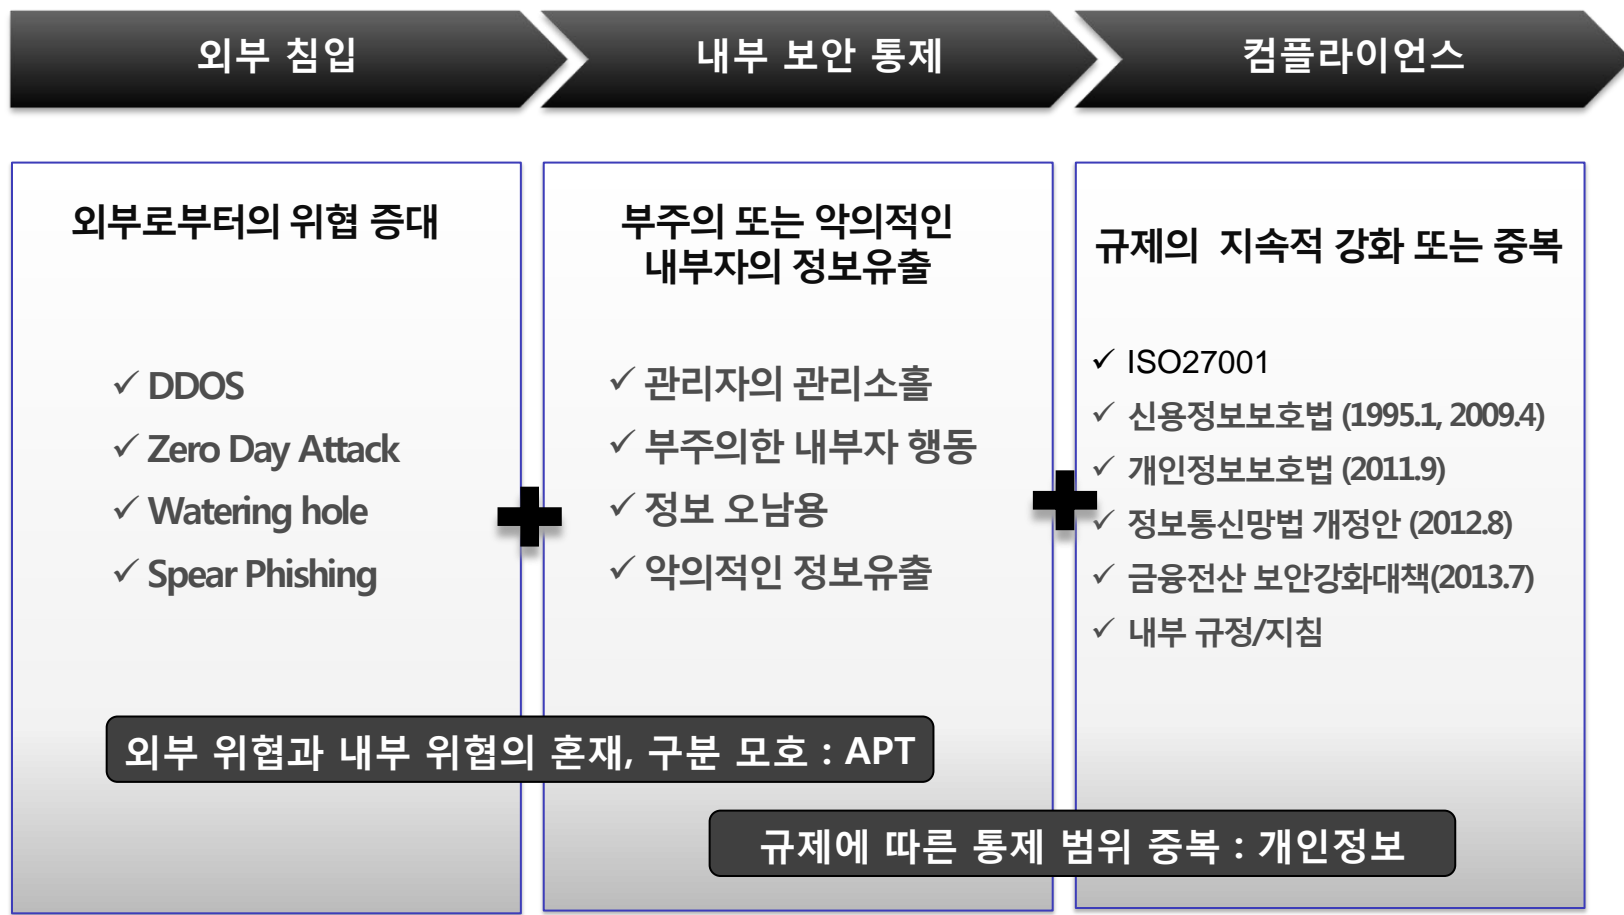 외부 침입
내부 보안 통제
컴플라이언스
외부로부터의 위협 증대
✓ DDOS
✓ Zero Day Attack
✓ Watering hole
✓ Spear Phishing
부주의 또는 악의적인
내부자의 정보유출
✓ 관리자의 관리소홀
✓ 부주의한 내부자 행동
✓ 정보 오남용
✓ 악의적인 정보유출
규제의 지속적 강화 또는 중복
✓ ISO27001
✓ 신용정보보호법 (1995.1, 2009.4)
✓ 개인정보보호법 (2011.9)
✓ 정보통신망법 개정안 (2012.8)
✓ 금융전산 보안강화대책(2013.7)
✓ 내부 규정/지침
외부 위협과 내부 위협의 혼재, 구분 모호 : APT
규제에 따른 통제 범위 중복 : 개인정보